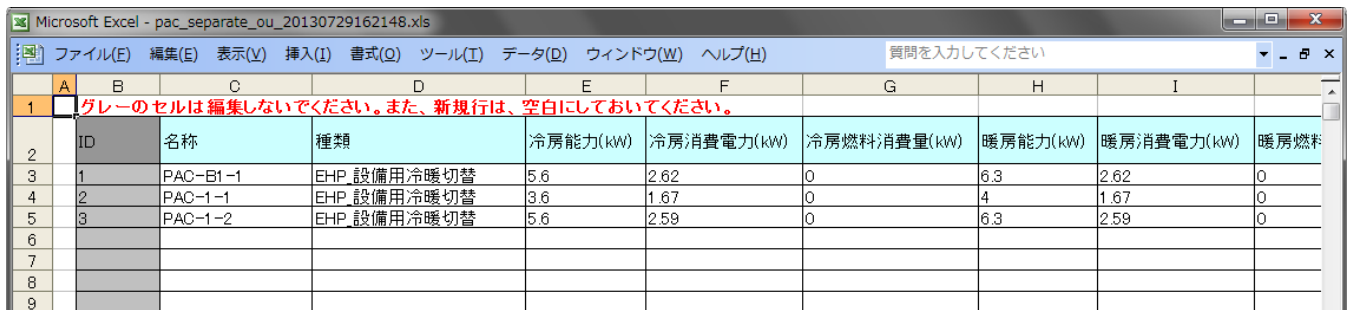 Microsoft Excel - pac_separate_ou_20130729162148.xls
ファイル(F) 編集(E) 表示(V) 挿入(I) 書式(O) ツール(T) データ(D) ウィンドウ(W) ヘルプ(H) 質問を入力してください
A B C D E F G H I
1 グレーのセルは編集しないでください。また、新規行は、空白にしておいてください。
2 ID 名称 種類 冷房能力(kW) 冷房消費電力(kW) 冷房燃料消費量(kW) 暖房能力(kW) 暖房消費電力(kW) 暖房燃料
3 1 PAC-B1-1 EHP_設備用冷暖切替 5.6 2.62 0 6.3 2.62 0
4 2 PAC-1-1 EHP_設備用冷暖切替 3.6 1.67 0 4 1.67 0
5 3 PAC-1-2 EHP_設備用冷暖切替 5.6 2.59 0 6.3 2.59 0
6
7
8
9